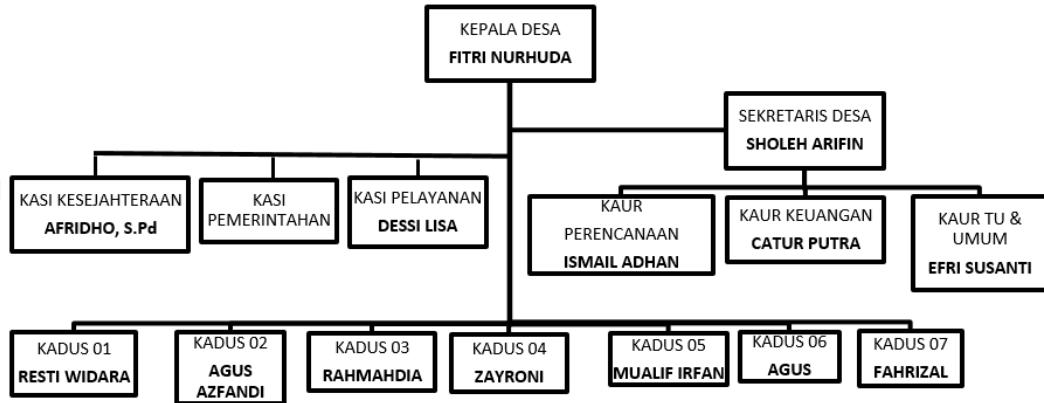 KEPALA DESA
FITRI NURHUDA
SEKRETARIS DESA
SHOLEH ARIFIN
KASI KESEJAHTERAAN
AFRIDHO, S.Pd
KASI
PEMERINTAHAN
KASI PELAYANAN
DESSI LISA
KAUR
PERENCANAAN
ISMAIL ADHAN
KAUR KEUANGAN
CATUR PUTRA
KAUR TU &
UMUM
EFRI SUSANTI
KADUS 01
RESTI WIDARA
KADUS 02
AGUS
AZFANDI
KADUS 03
RAHMAHDIA
KADUS 04
ZAYRONI
KADUS 05
MUALIF IRFAN
KADUS 06
AGUS
KADUS 07
FAHRIZAL